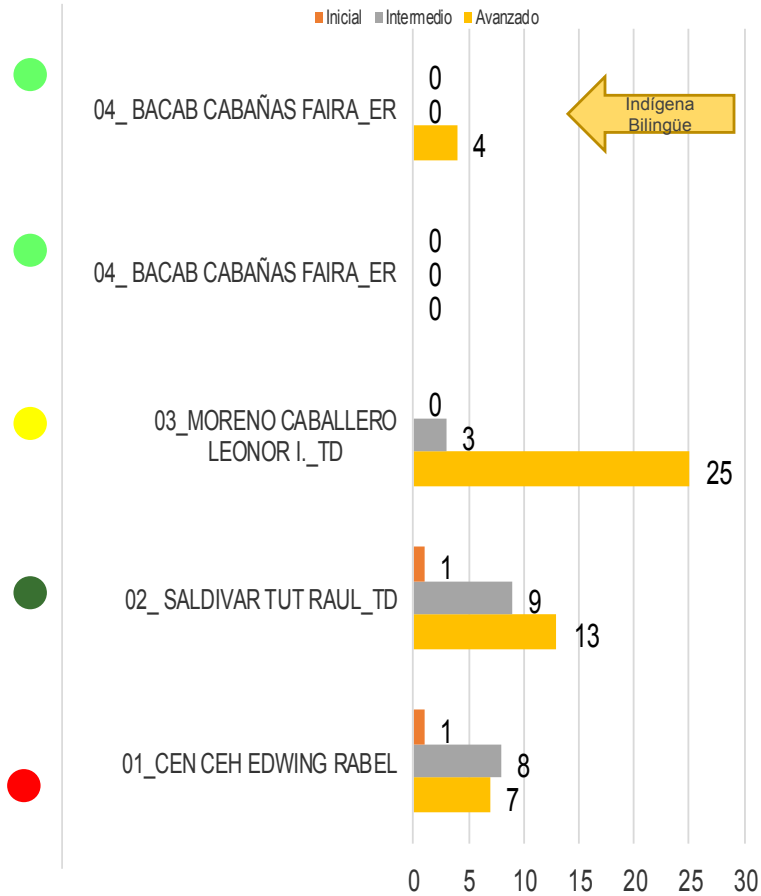 Inicial Intermedio Avanzado
04_ BACAB CABAÑAS FAIRA_ER
0
0
4
Indígena
Bilingüe
04_ BACAB CABAÑAS FAIRA_ER
0
0
0
03_MORENO CABALLERO
LEONOR I._TD
0
3
25
02_ SALDIVAR TUT RAUL_TD
1
9
13
01_CEN CEH EDWING RABEL
1
8
7
0 5 10 15 20 25 30